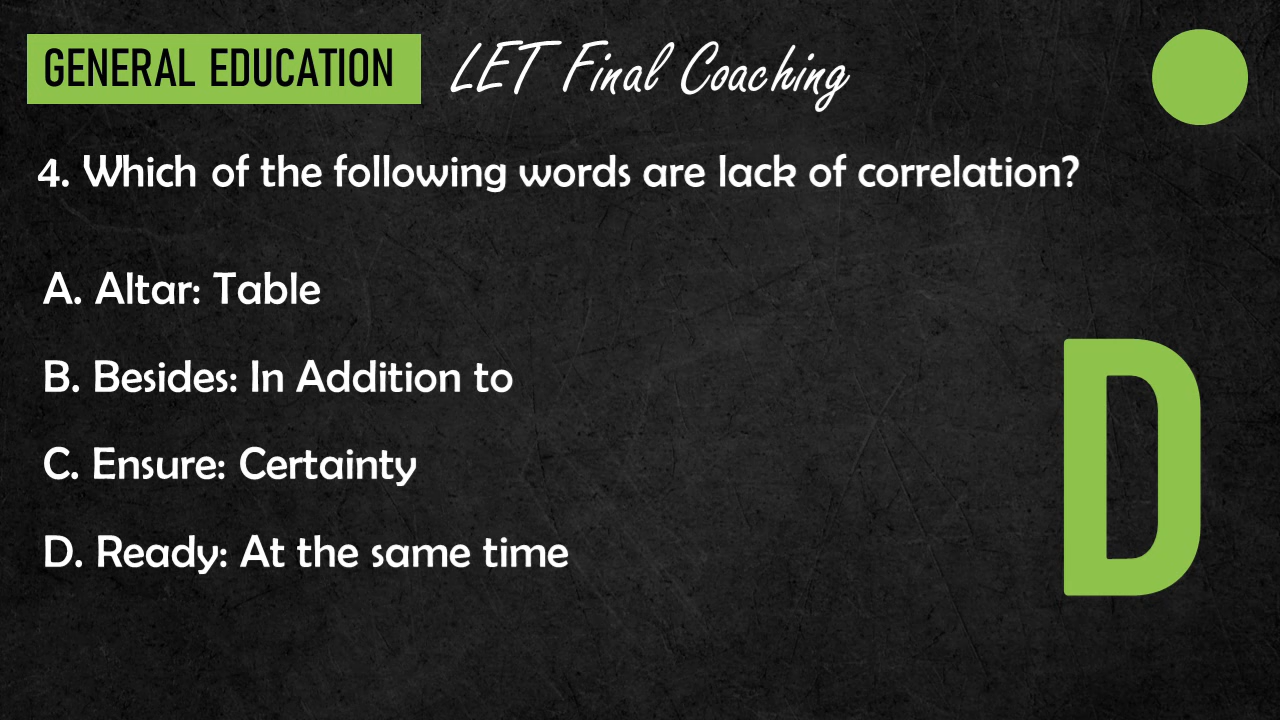 GENERAL EDUCATION LET Final Coaching
4. Which of the following words are lack of correlation?
A. Altar: Table
B. Besides: In Addition to
C. Ensure: Certainty
D. Ready: At the same time
D